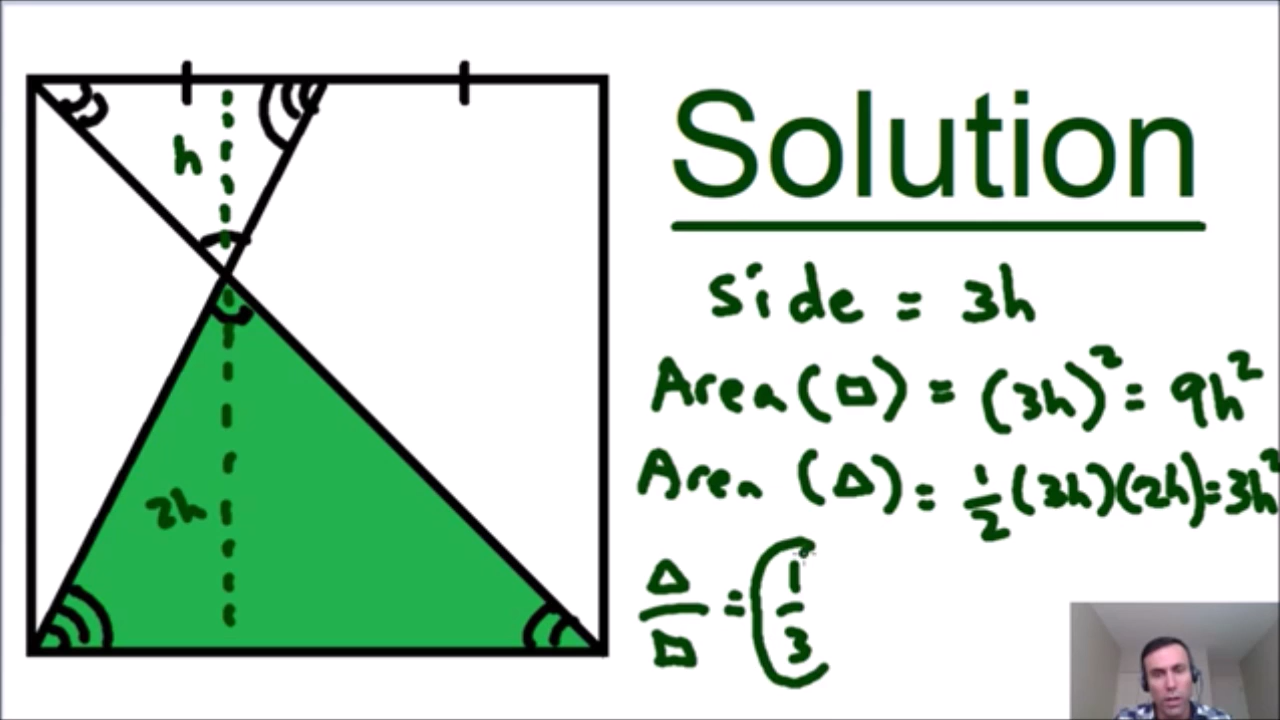 Solution
h
side = 3h
Area (□) = (3h)² = 9h²
Area (△) = 1/2 (3h)(2h) = 3h²
2h
△/□ = (1/3